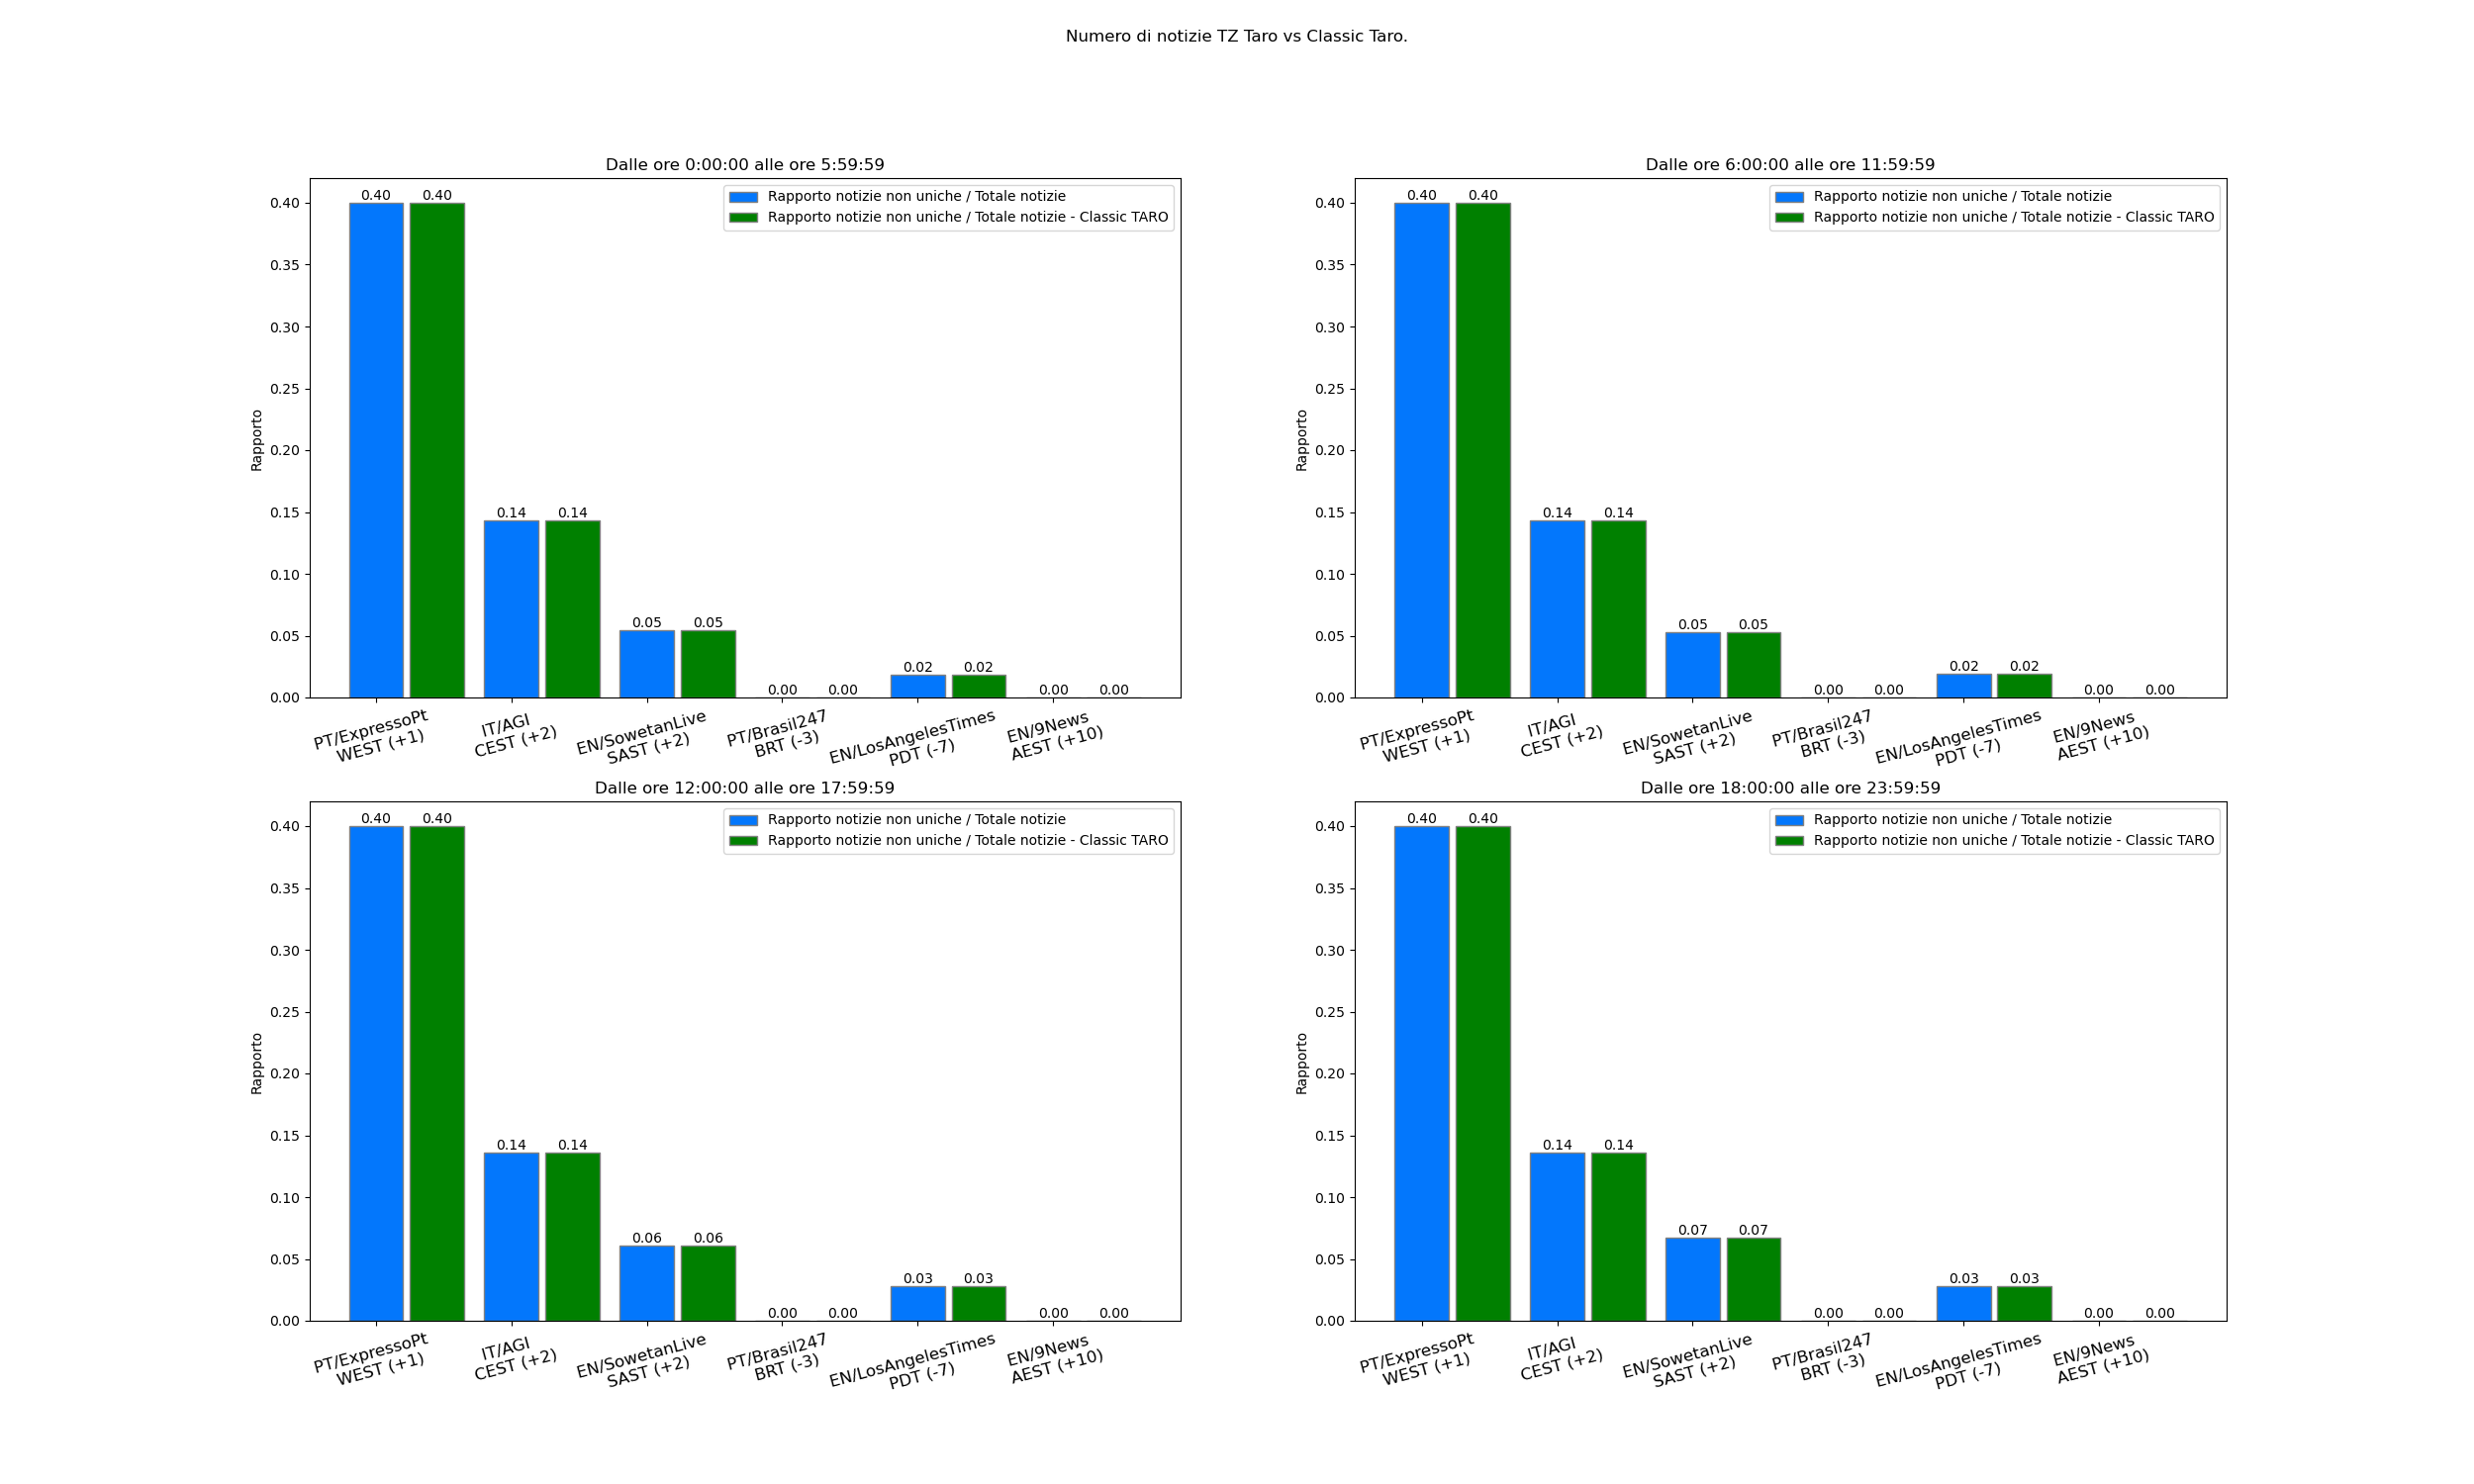 Numero di notizie TZ Taro vs Classic Taro.
Dalle ore 0:00:00 alle ore 5:59:59
Rapporto notizie non uniche / Totale notizie
Rapporto notizie non uniche / Totale notizie - Classic TARO
Rapporto
0.40
0.35
0.30
0.25
0.20
0.15
0.10
0.05
0.00
0.40 0.40 0.14 0.14 0.05 0.05 0.00 0.00 0.02 0.02 0.00 0.00
PT/ExpressoPt
WEST (+1)
IT/AGI
CEST (+2)
EN/SowetanLive
SAST (+2)
PT/Brasil247
BRT (-3)
EN/LosAngelesTimes
PDT (-7)
EN/9News
AEST (+10)
Dalle ore 6:00:00 alle ore 11:59:59
Rapporto notizie non uniche / Totale notizie
Rapporto notizie non uniche / Totale notizie - Classic TARO
Rapporto
0.40
0.35
0.30
0.25
0.20
0.15
0.10
0.05
0.00
0.40 0.40 0.14 0.14 0.05 0.05 0.00 0.00 0.02 0.02 0.00 0.00
PT/ExpressoPt
WEST (+1)
IT/AGI
CEST (+2)
EN/SowetanLive
SAST (+2)
PT/Brasil247
BRT (-3)
EN/LosAngelesTimes
PDT (-7)
EN/9News
AEST (+10)
Dalle ore 12:00:00 alle ore 17:59:59
Rapporto notizie non uniche / Totale notizie
Rapporto notizie non uniche / Totale notizie - Classic TARO
Rapporto
0.40
0.35
0.30
0.25
0.20
0.15
0.10
0.05
0.00
0.40 0.40 0.14 0.14 0.06 0.06 0.00 0.00 0.03 0.03 0.00 0.00
PT/ExpressoPt
WEST (+1)
IT/AGI
CEST (+2)
EN/SowetanLive
SAST (+2)
PT/Brasil247
BRT (-3)
EN/LosAngelesTimes
PDT (-7)
EN/9News
AEST (+10)
Dalle ore 18:00:00 alle ore 23:59:59
Rapporto notizie non uniche / Totale notizie
Rapporto notizie non uniche / Totale notizie - Classic TARO
Rapporto
0.40
0.35
0.30
0.25
0.20
0.15
0.10
0.05
0.00
0.40 0.40 0.14 0.14 0.07 0.07 0.00 0.00 0.03 0.03 0.00 0.00
PT/ExpressoPt
WEST (+1)
IT/AGI
CEST (+2)
EN/SowetanLive
SAST (+2)
PT/Brasil247
BRT (-3)
EN/LosAngelesTimes
PDT (-7)
EN/9News
AEST (+10)